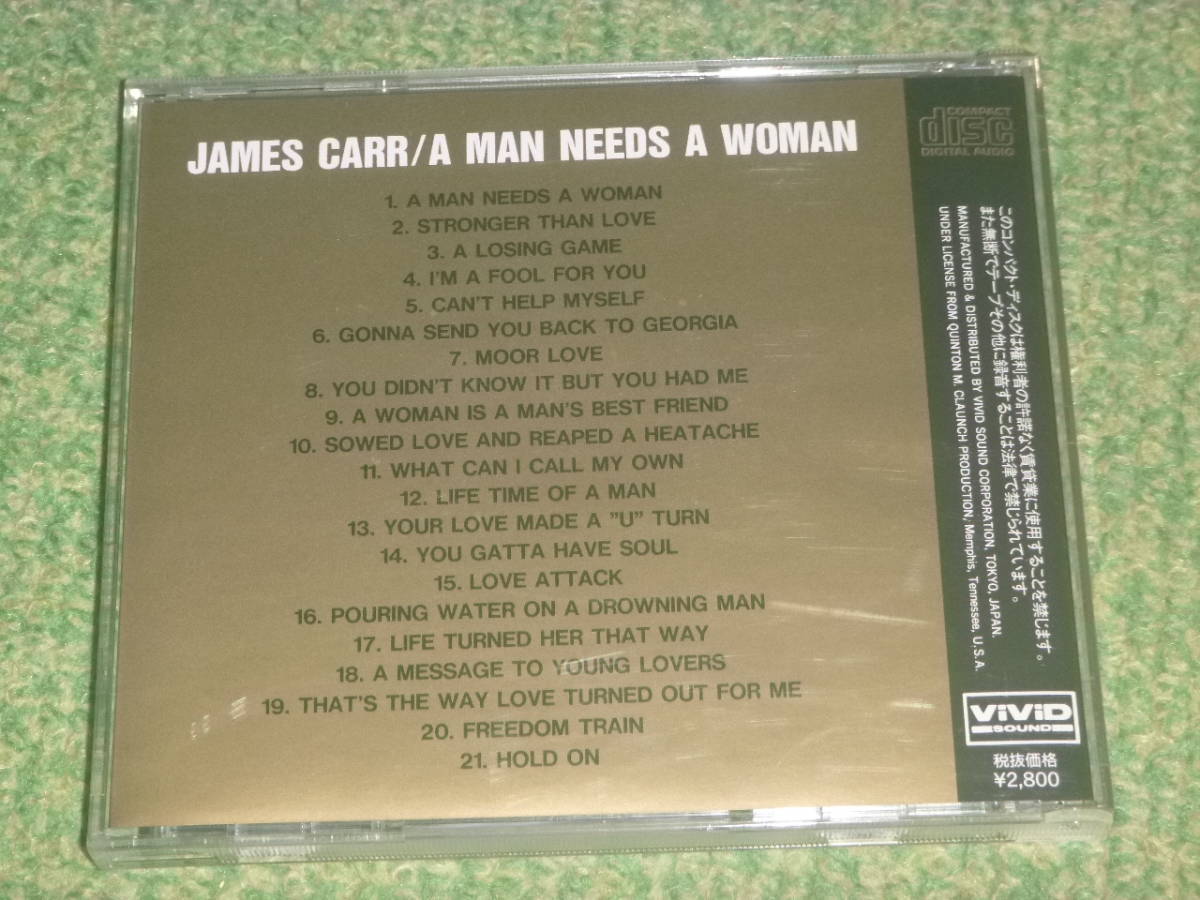 JAMES CARR/A MAN NEEDS A WOMAN
1. A MAN NEEDS A WOMAN
2. STRONGER THAN LOVE
3. A LOSING GAME
4. I'M A FOOL FOR YOU
5. CAN'T HELP MYSELF
6. GONNA SEND YOU BACK TO GEORGIA
7. MOOR LOVE
8. YOU DIDN'T KNOW IT BUT YOU HAD ME
9. A WOMAN IS A MAN'S BEST FRIEND
10. SOWED LOVE AND REAPED A HEATACHE
11. WHAT CAN I CALL MY OWN
12. LIFE TIME OF A MAN
13. YOUR LOVE MADE A "U" TURN
14. YOU GATTA HAVE SOUL
15. LOVE ATTACK
16. POURING WATER ON A DROWNING MAN
17. LIFE TURNED HER THAT WAY
18. A MESSAGE TO YOUNG LOVERS
19. THAT'S THE WAY LOVE TURNED OUT FOR ME
20. FREEDOM TRAIN
21. HOLD ON
COMPACT
disc
DIGITAL AUDIO
このコンパクト・ディスクは権利者の許諾なく賃貸業に使用することを禁じます。
また無断でテープその他に録音することは法律で禁じられています。
MANUFACTURED & DISTRIBUTED BY VIVID SOUND CORPORATION, TOKYO, JAPAN.
UNDER LICENSE FROM QUINTON M. CLAUNCH PRODUCTION, Memphis, Tennessee, U.S.A.
ViViD
SOUND
税抜価格
¥2,800